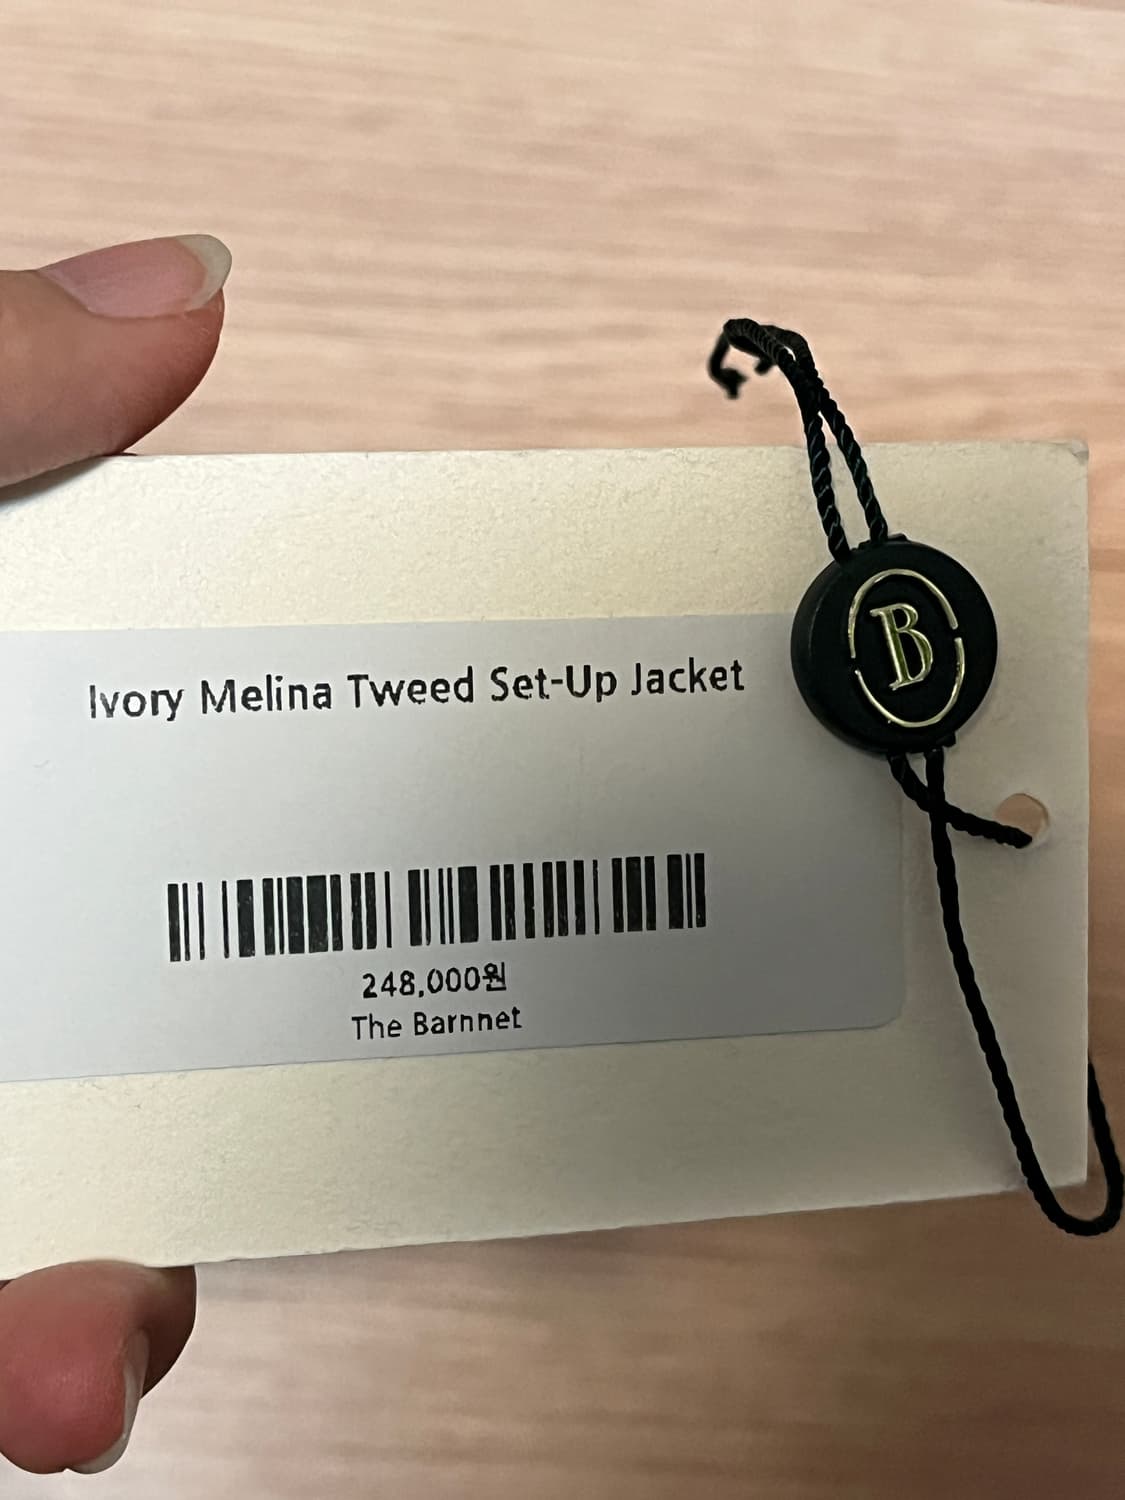 Ivory Melina Tweed Set-Up Jacket
B
248,000원
The Barnnet